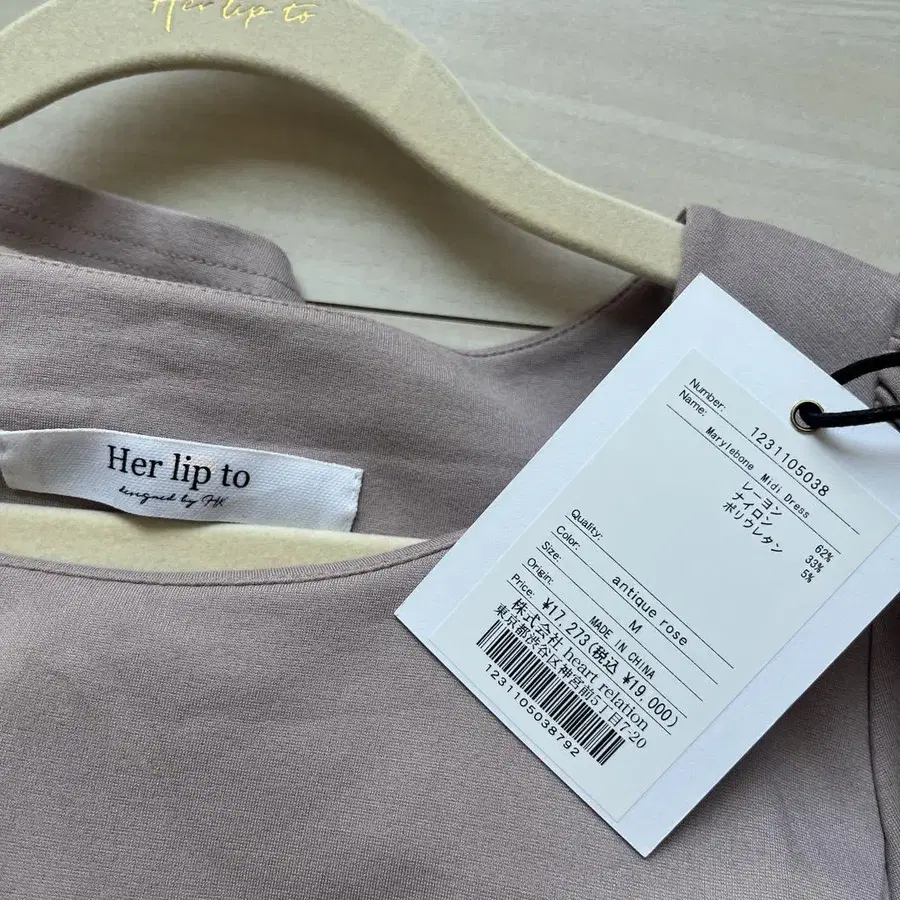 Her lip to
Her lip to
designed by
Number: 1231105038
Name: Marylebone Midi Dress
Quality: レーヨン 62%
ナイロン 33%
ポリウレタン 5%
Color: antique rose
Size: M
Origin: MADE IN CHINA
Price: ¥17,273(税込 ¥19,000)
株式会社 heart relation
東京都渋谷区神宮前5丁目7-20
1231105038792